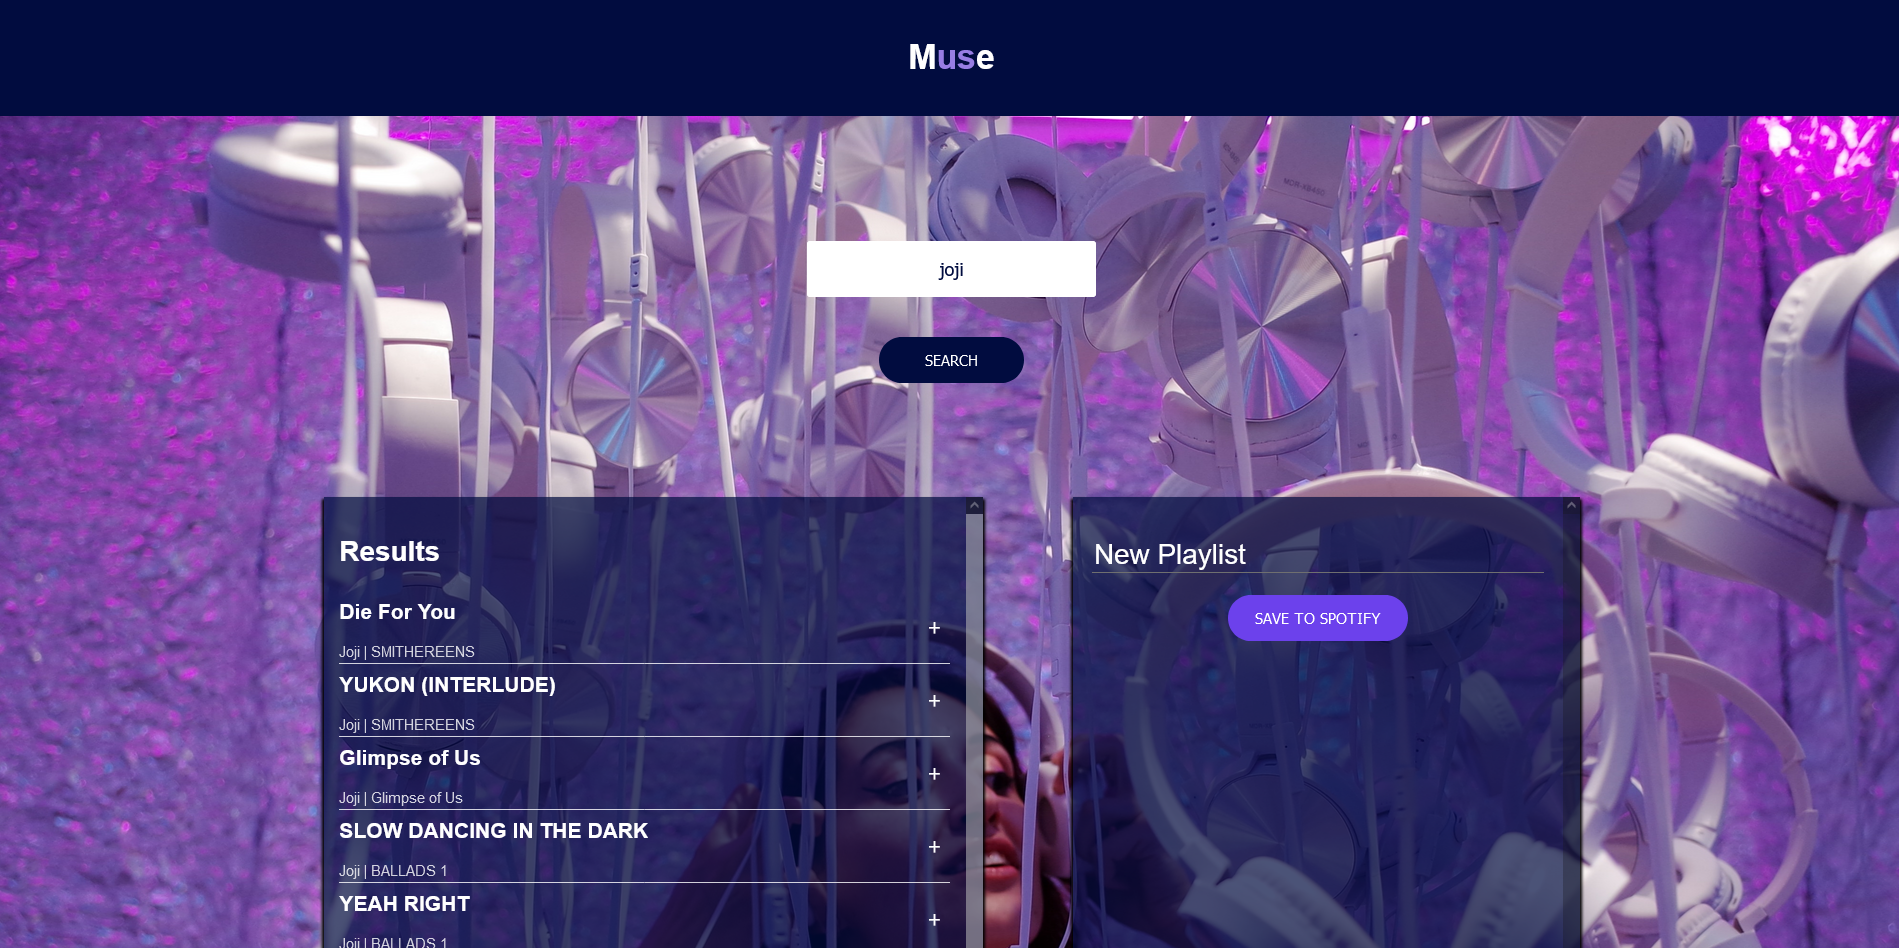 Muse
joji
SEARCH
Results
Die For You
+
Joji | SMITHEREENS
YUKON (INTERLUDE)
+
Joji | SMITHEREENS
Glimpse of Us
+
Joji | Glimpse of Us
SLOW DANCING IN THE DARK
+
Joji | BALLADS 1
YEAH RIGHT
+
Joji | BALLADS 1
New Playlist
SAVE TO SPOTIFY